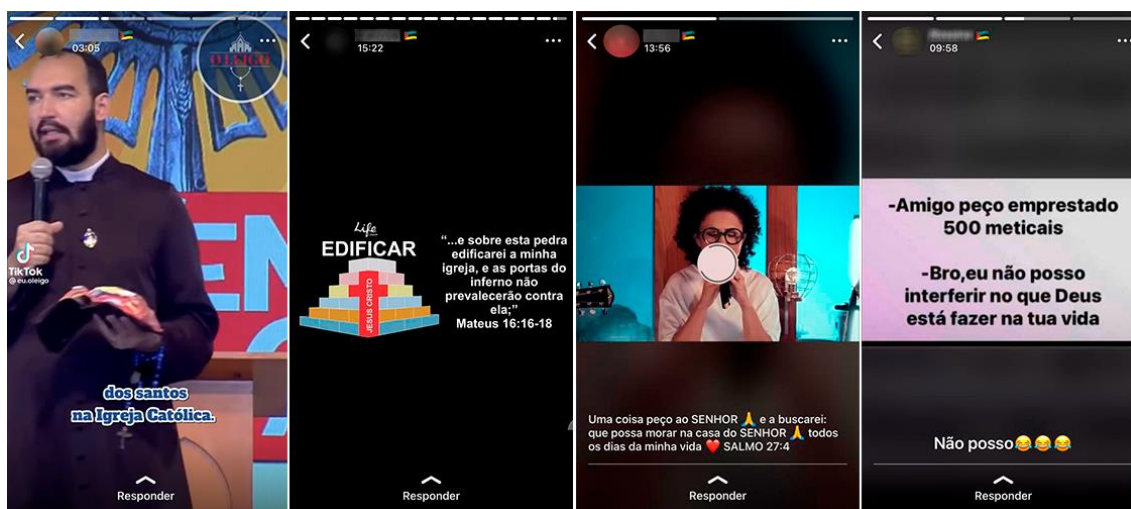 03:05
O LEIGO
TikTok
@ eu.oleigo
dos santos
na Igreja Católica.
Responder
15:22
Life
EDIFICAR
JESUS CRISTO
“...e sobre esta pedra
edificarei a minha
igreja, e as portas do
inferno não
prevalecerão contra
ela;”
Mateus 16:16-18
Responder
13:56
Uma coisa peço ao SENHOR 🙏 e a buscarei:
que possa morar na casa do SENHOR 🙏 todos
os dias da minha vida ❤️ SALMO 27:4
Responder
09:58
-Amigo peço emprestado
500 meticais
-Bro,eu não posso
interferir no que Deus
está fazer na tua vida
Não posso😂😂😂
Responder